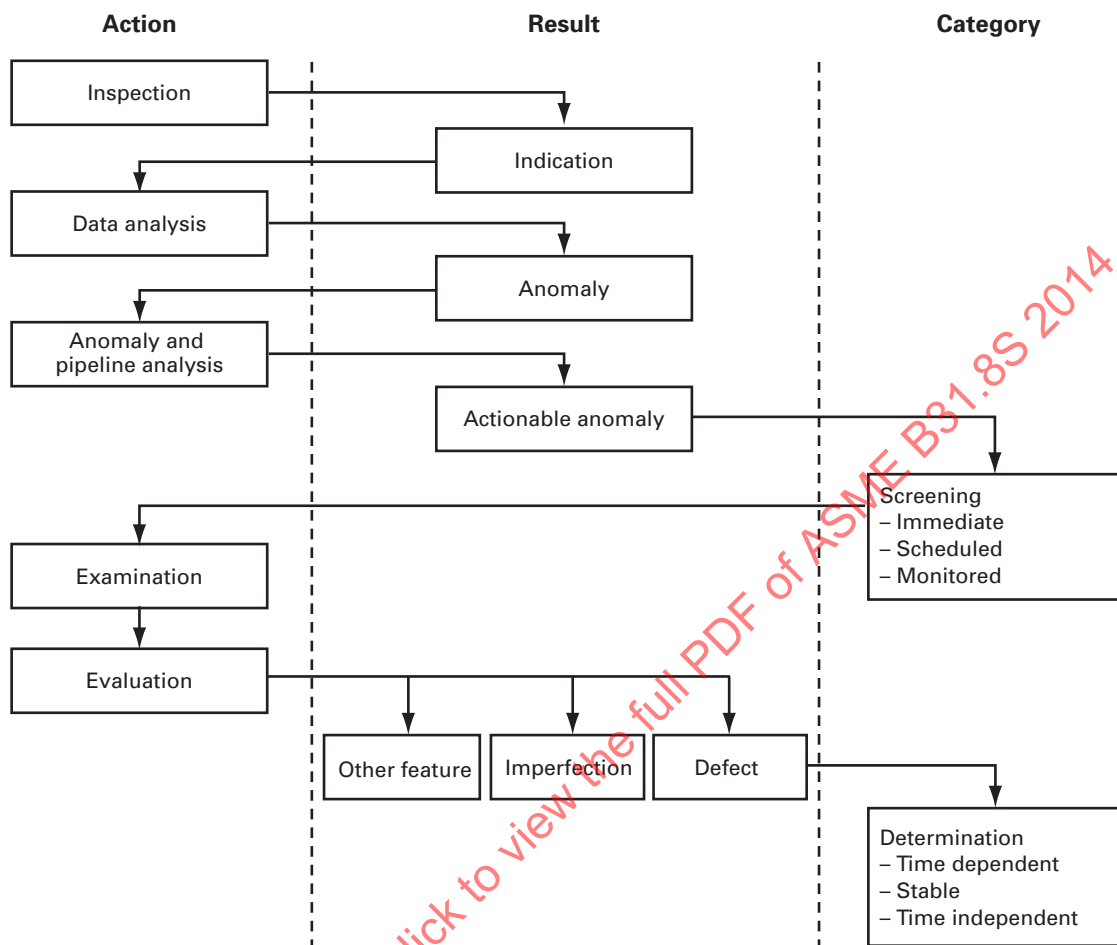 Action
Result
Category
Inspection
Indication
Data analysis
Anomaly
Anomaly and
pipeline analysis
Actionable anomaly
Screening
– Immediate
– Scheduled
– Monitored
Examination
Evaluation
Other feature
Imperfection
Defect
Determination
– Time dependent
– Stable
– Time independent
lick to view the full PDF of ASME B31.8S 2014